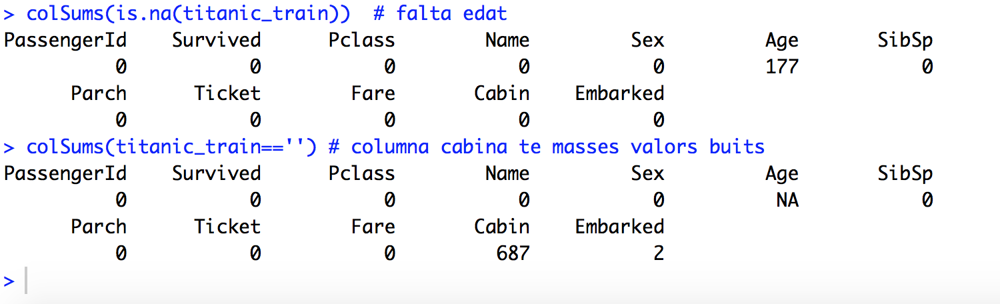 > colSums(is.na(titanic_train))  # falta edat
PassengerId    Survived      Pclass        Name         Sex         Age       SibSp
          0           0           0           0           0         177           0
      Parch      Ticket        Fare       Cabin    Embarked
          0           0           0           0           0
> colSums(titanic_train=='') # columna cabina te masses valors buits
PassengerId    Survived      Pclass        Name         Sex         Age       SibSp
          0           0           0           0           0          NA           0
      Parch      Ticket        Fare       Cabin    Embarked
          0           0           0         687           2
>